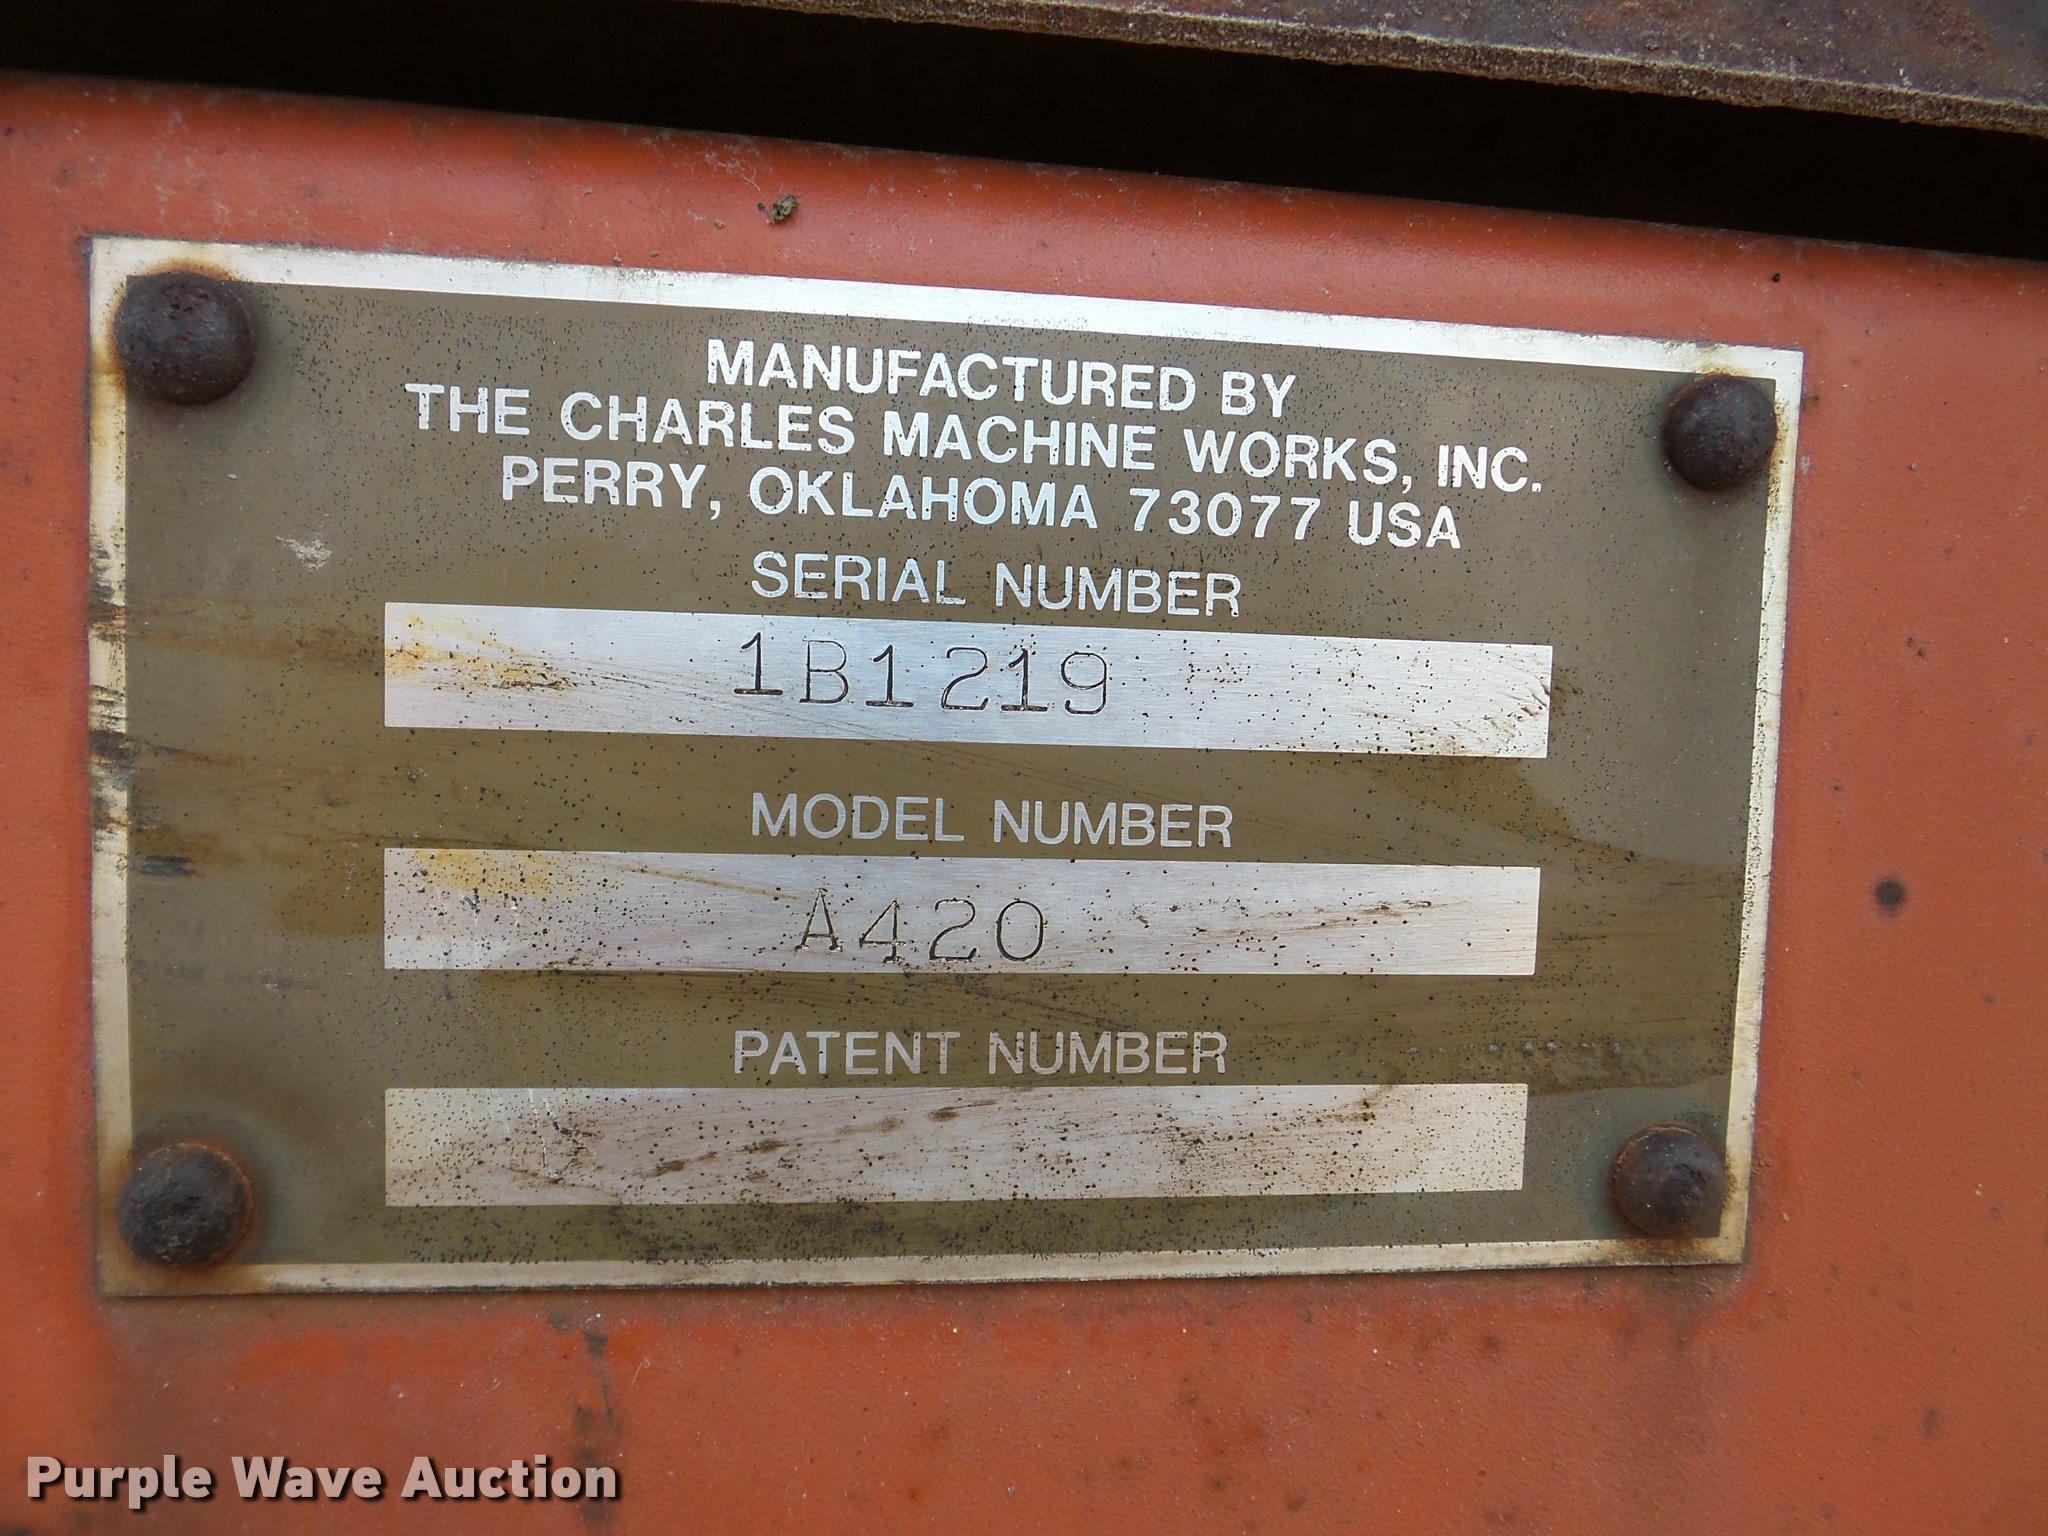 MANUFACTURED BY
THE CHARLES MACHINE WORKS, INC.
PERRY, OKLAHOMA 73077 USA
SERIAL NUMBER
1B1219
MODEL NUMBER
A420
PATENT NUMBER
Purple Wave Auction